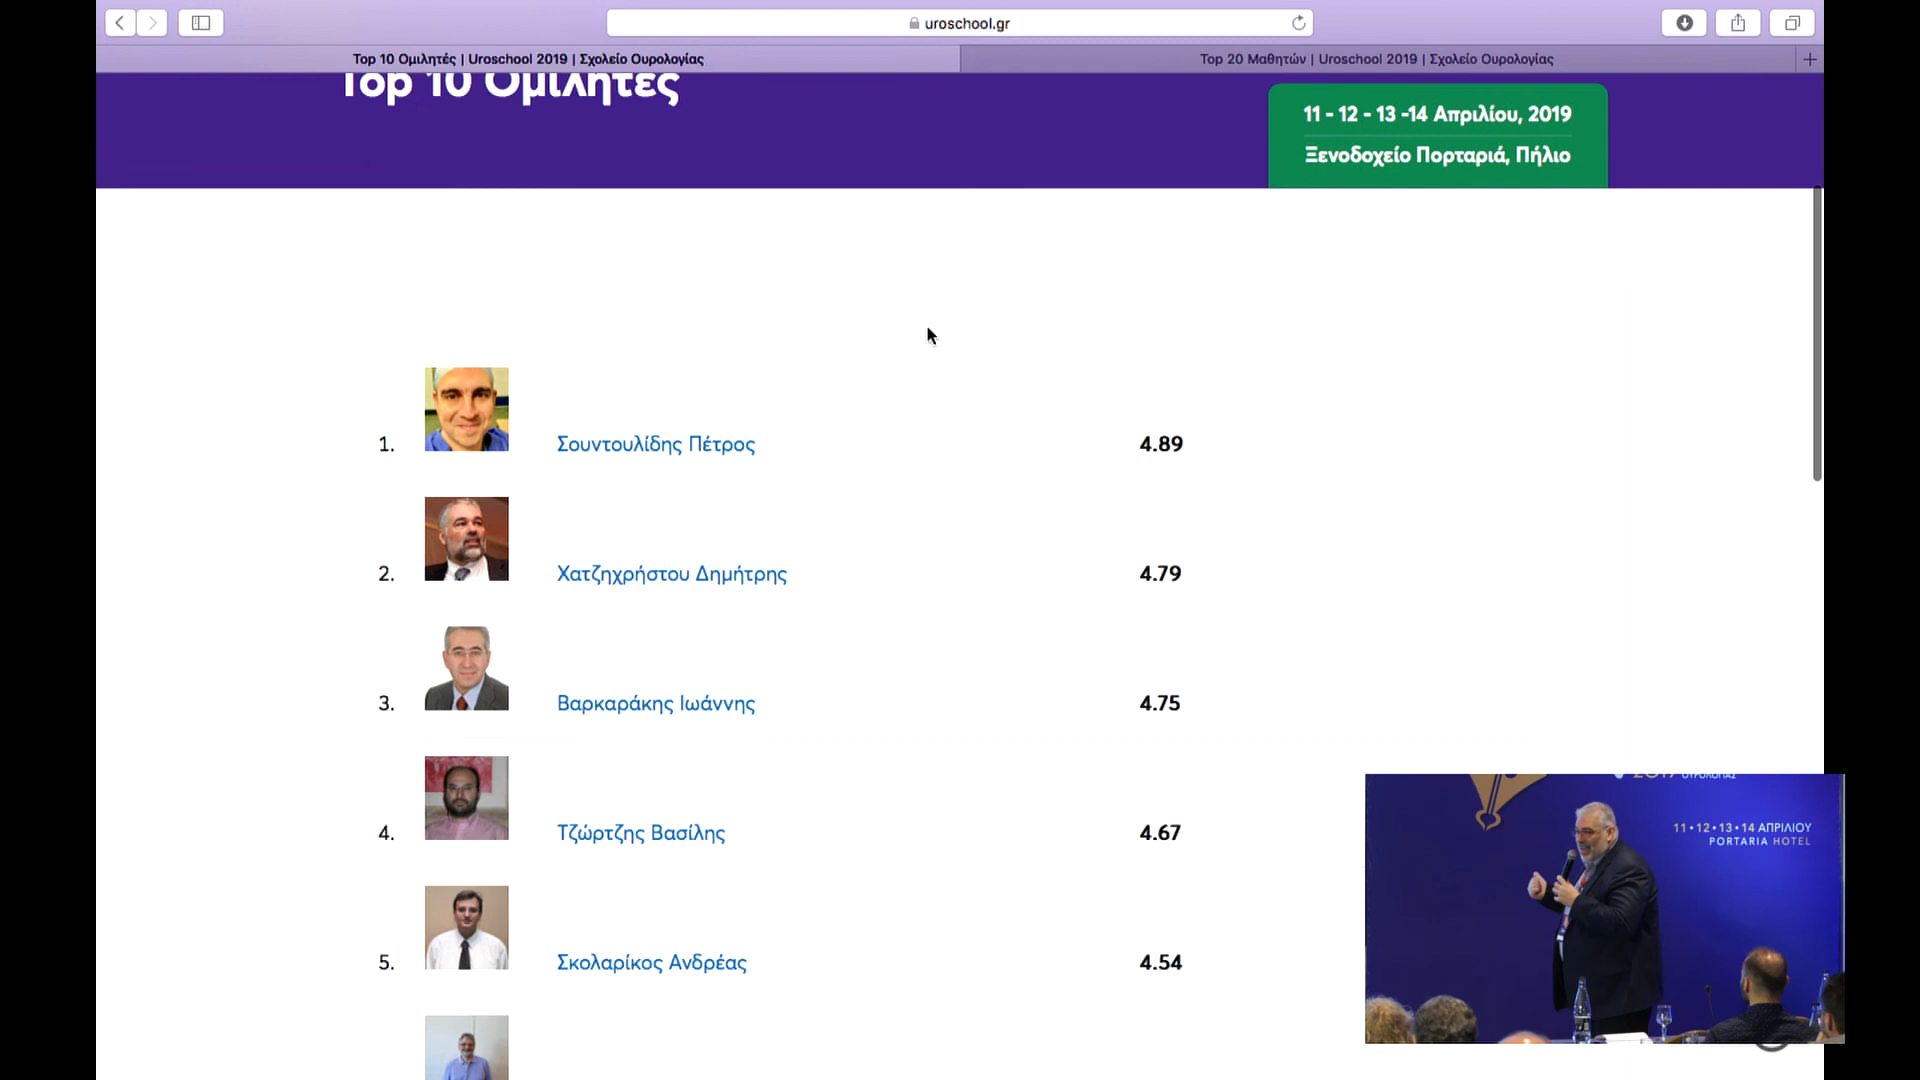 uroschool.gr
Top 10 Ομιλητές | Uroschool 2019 | Σχολείο Ουρολογίας
Top 20 Μαθητών | Uroschool 2019 | Σχολείο Ουρολογίας
Top 10 Ομιλητές
11 - 12 - 13 -14 Απριλίου, 2019
Ξενοδοχείο Πορταριά, Πήλιο
1. Σουντουλίδης Πέτρος 4.89
2. Χατζηχρήστου Δημήτρης 4.79
3. Βαρκαράκης Ιωάννης 4.75
4. Τζώρτζης Βασίλης 4.67
5. Σκολαρίκος Ανδρέας 4.54
2019 ΟΥΡΟΛΟΓΙΑΣ
11 • 12 • 13 • 14 ΑΠΡΙΛΙΟΥ
PORTARIA HOTEL